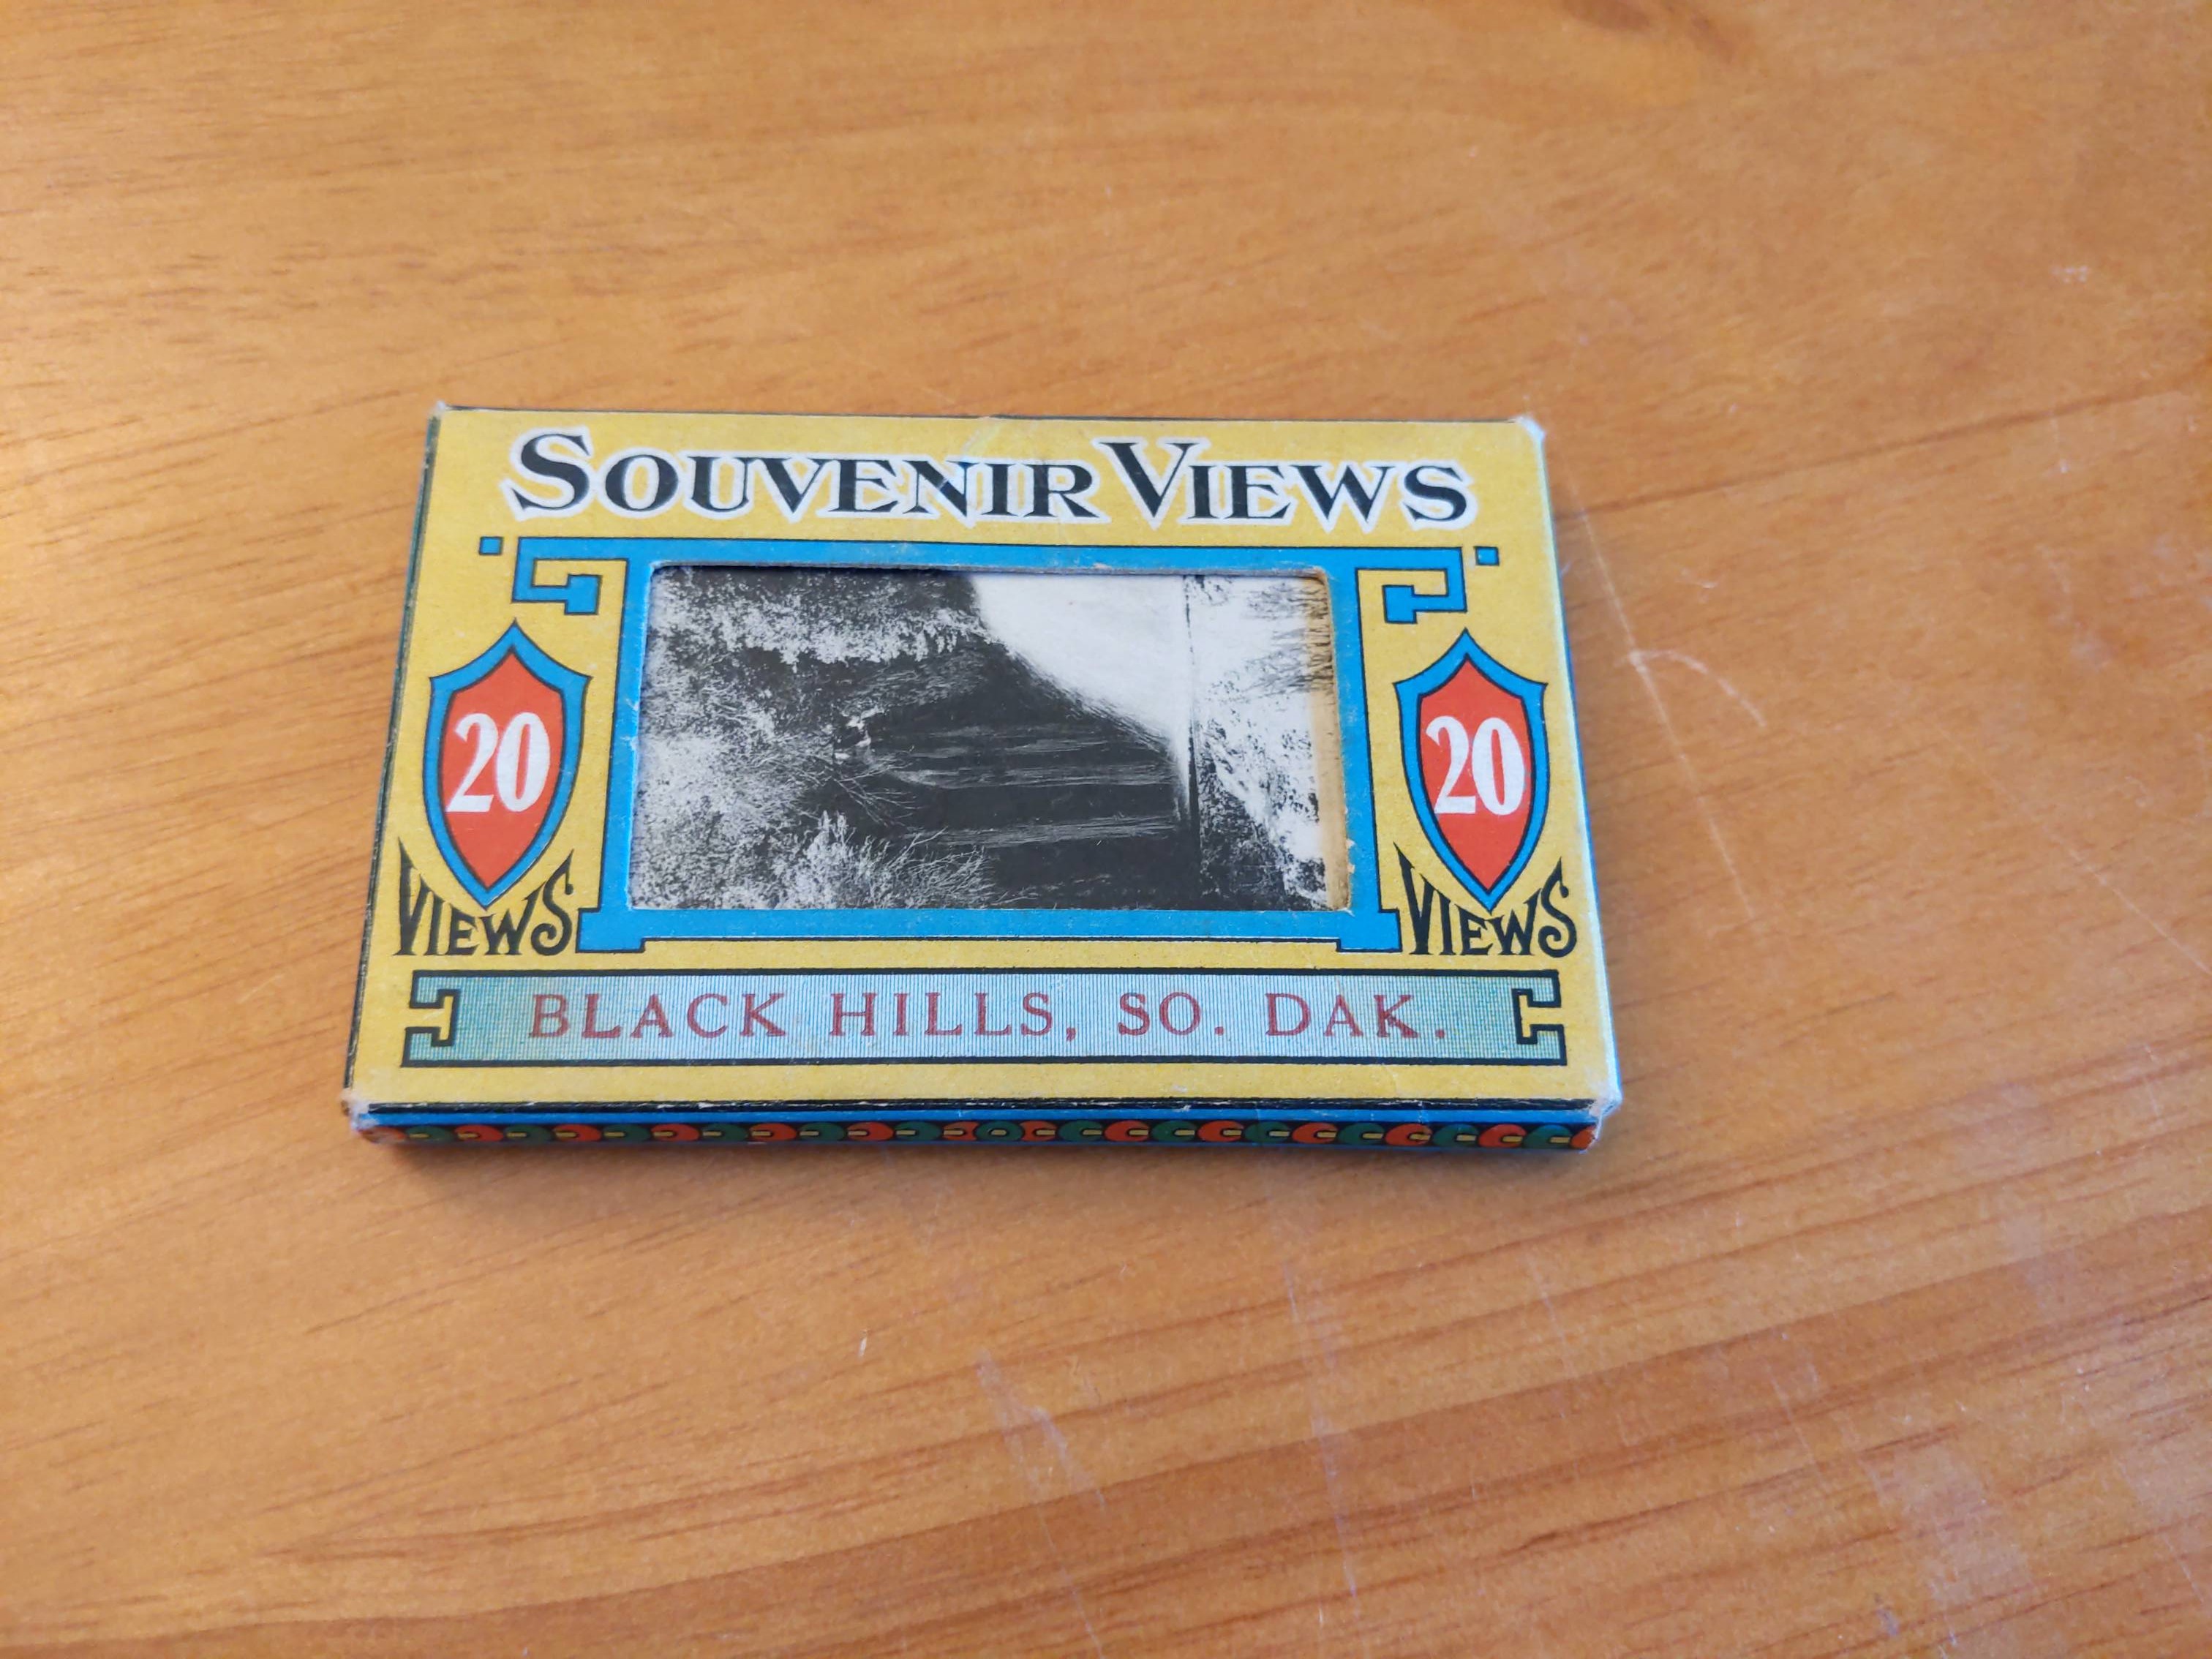 SOUVENIR VIEWS
20
VIEWS
20
VIEWS
BLACK HILLS, SO. DAK.